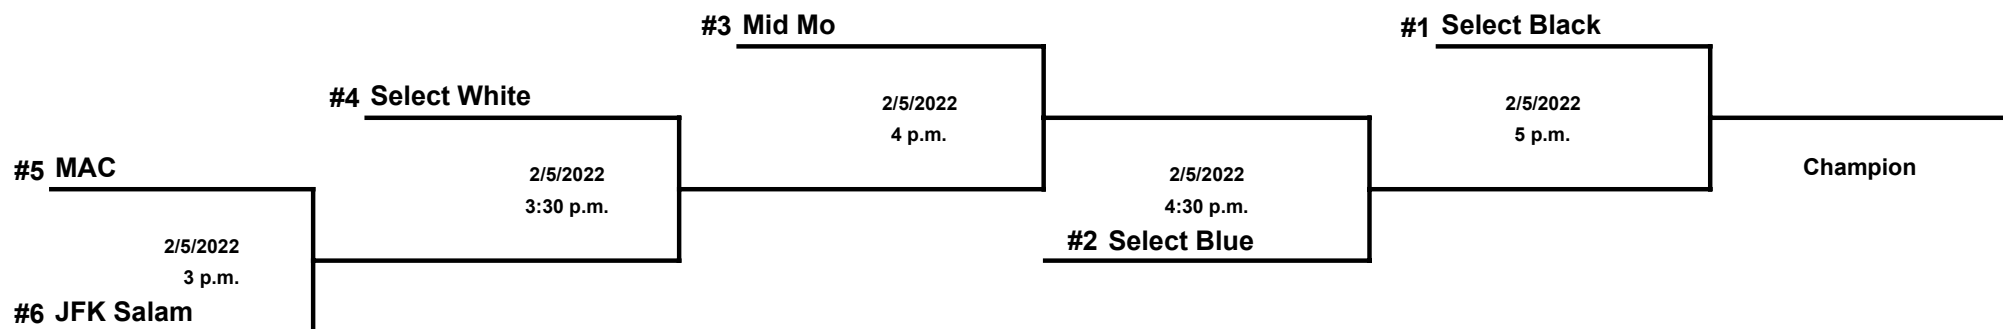 #3 Mid Mo
#1 Select Black
#4 Select White
2/5/2022
4 p.m.
2/5/2022
5 p.m.
#5 MAC
2/5/2022
3:30 p.m.
2/5/2022
4:30 p.m.
Champion
#2 Select Blue
2/5/2022
3 p.m.
#6 JFK Salam